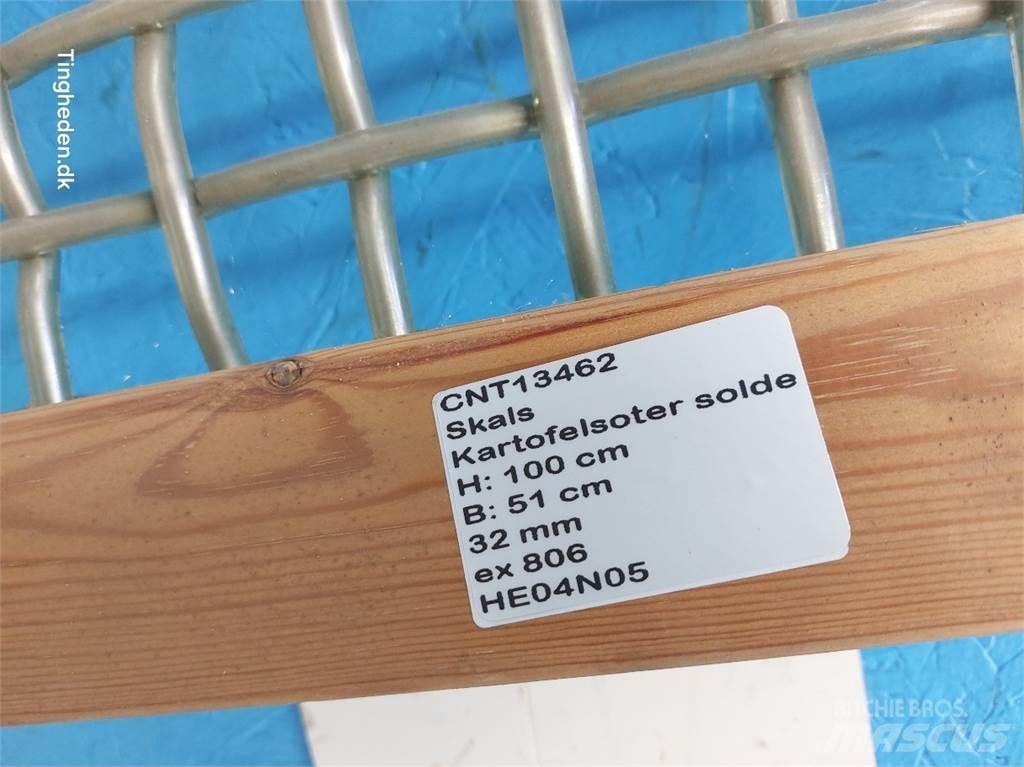 Tingheden.dk
CNT13462
Skals
Kartofelsoter solde
H: 100 cm
B: 51 cm
32 mm
ex 806
HE04N05
RITCHIE BROS.
MASCUS